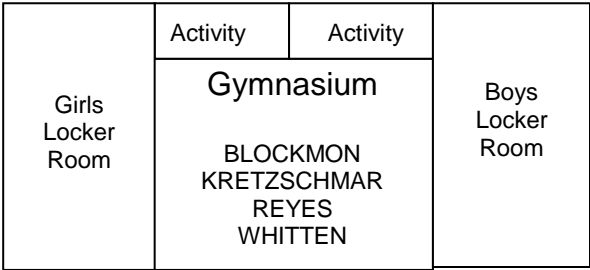 Activity
Activity
Girls
Locker
Room
Gymnasium
BLOCKMON
KRETZSCHMAR
REYES
WHITTEN
Boys
Locker
Room